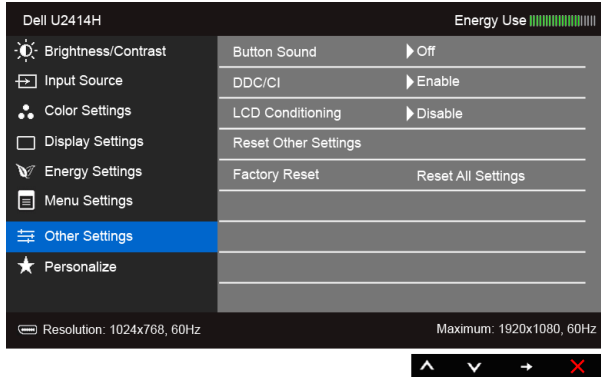 Dell U2414H Energy Use
Brightness/Contrast Button Sound Off
Input Source DDC/CI Enable
Color Settings LCD Conditioning Disable
Display Settings Reset Other Settings
Energy Settings Factory Reset Reset All Settings
Menu Settings
Other Settings
Personalize
Resolution: 1024x768, 60Hz Maximum: 1920x1080, 60Hz